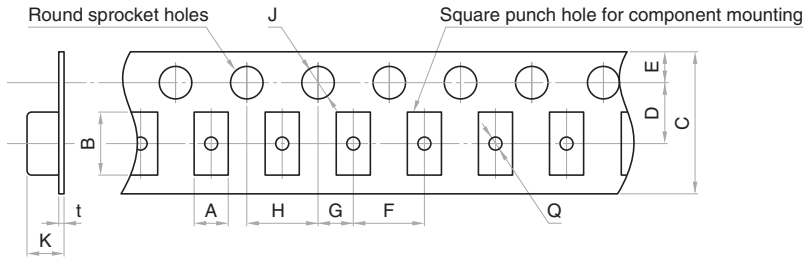 Round sprocket holes
J
Square punch hole for component mounting
E
D
C
B
t
K
A
H
G
F
Q